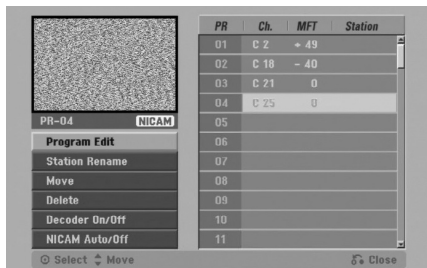 PR Ch. MFT Station
01 C 2 + 49
02 C 18 - 40
03 C 21 0
04 C 25 0
05
06
07
08
09
10
11
PR-04 NICAM
Program Edit
Station Rename
Move
Delete
Decoder On/Off
NICAM Auto/Off
Select Move
Close